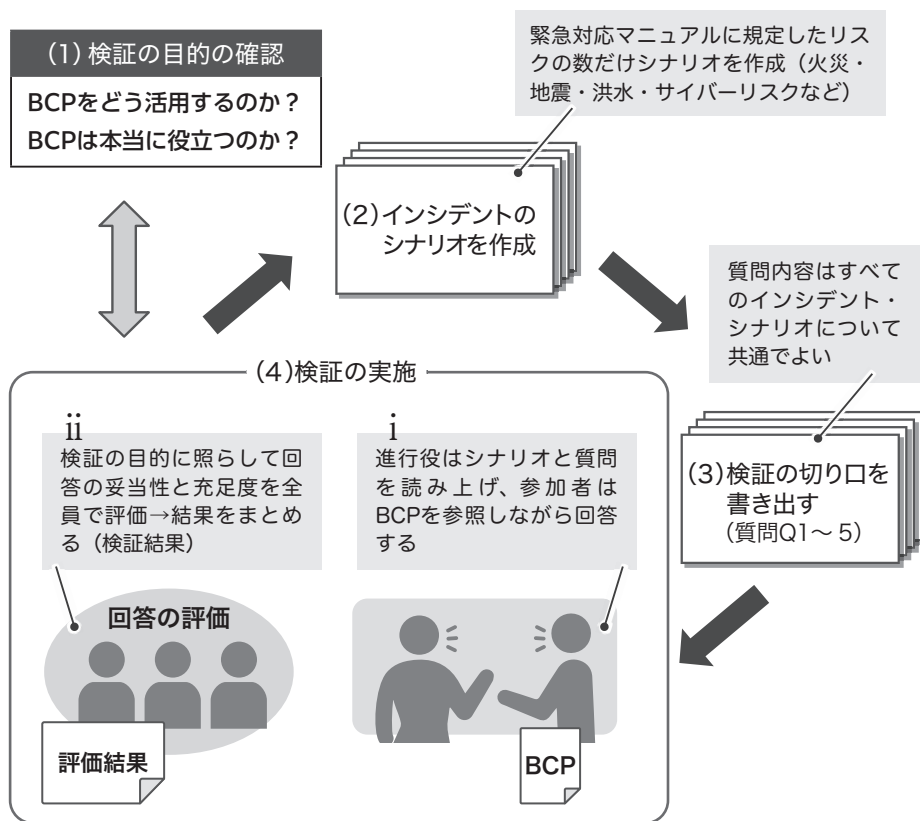 (1) 検証の目的の確認
BCPをどう活用するのか？
BCPは本当に役立つのか？
緊急対応マニュアルに規定したリス
クの数だけシナリオを作成（火災・
地震・洪水・サイバーリスクなど）
(2)インシデントの
シナリオを作成
質問内容はすべて
のインシデント・
シナリオについて
共通でよい
(3)検証の切り口を
書き出す
（質問Q1～5）
(4)検証の実施
i
進行役はシナリオと質問
を読み上げ、参加者は
BCPを参照しながら回答
する
BCP
ii
検証の目的に照らして回
答の妥当性と充足度を全
員で評価→結果をまとめ
る（検証結果）
回答の評価
評価結果